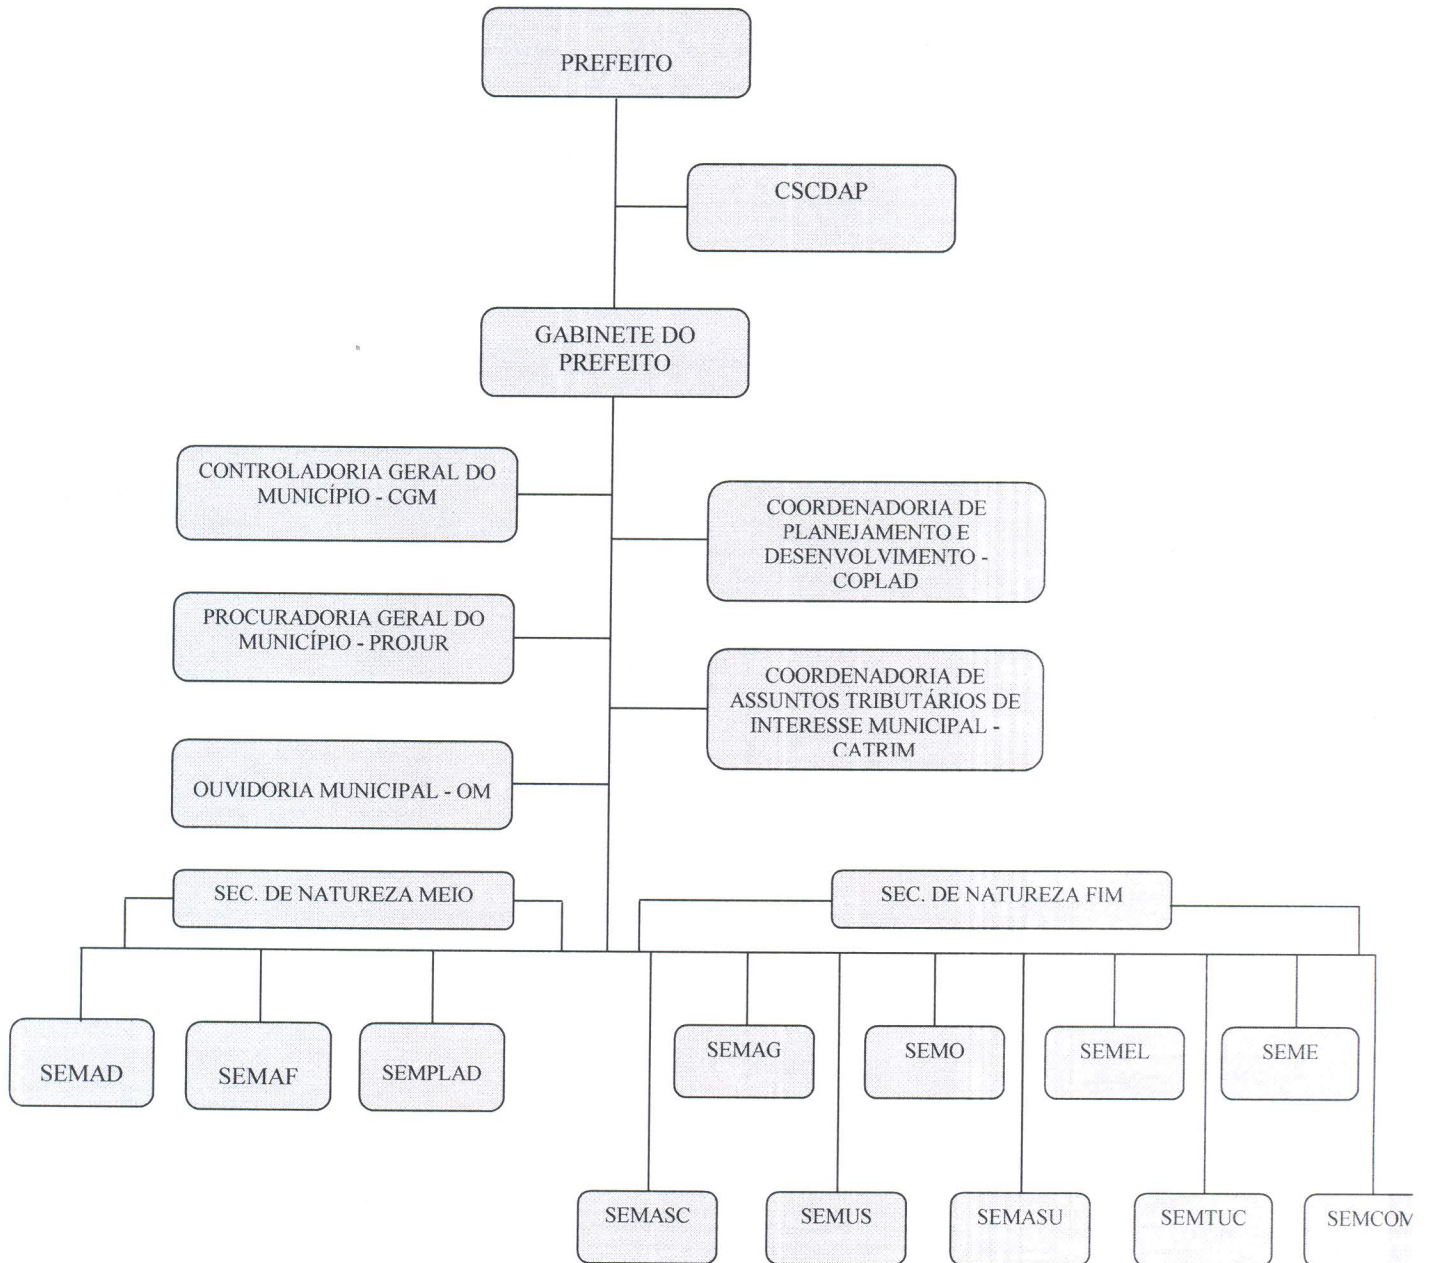 PREFEITO
CSCDAP
GABINETE DO
PREFEITO
CONTROLADORIA GERAL DO
MUNICÍPIO - CGM
COORDENADORIA DE
PLANEJAMENTO E
DESENVOLVIMENTO -
COPLAD
PROCURADORIA GERAL DO
MUNICÍPIO - PROJUR
COORDENADORIA DE
ASSUNTOS TRIBUTÁRIOS DE
INTERESSE MUNICIPAL -
CATRIM
OUVIDORIA MUNICIPAL - OM
SEC. DE NATUREZA MEIO
SEC. DE NATUREZA FIM
SEMAD
SEMAF
SEMPLAD
SEMAG
SEMO
SEMEL
SEME
SEMASC
SEMUS
SEMASU
SEMTUC
SEMCOM